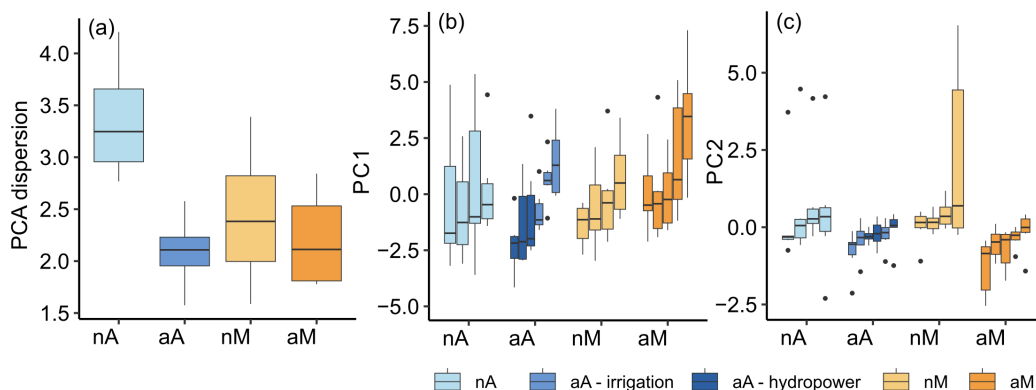 (a)
PCA dispersion
4.0
3.5
3.0
2.5
2.0
1.5
nA aA nM aM
(b)
PC1
7.5
5.0
2.5
0.0
−2.5
−5.0
nA aA nM aM
(c)
PC2
5.0
2.5
0.0
−2.5
nA aA nM aM
nA aA - irrigation aA - hydropower nM aM